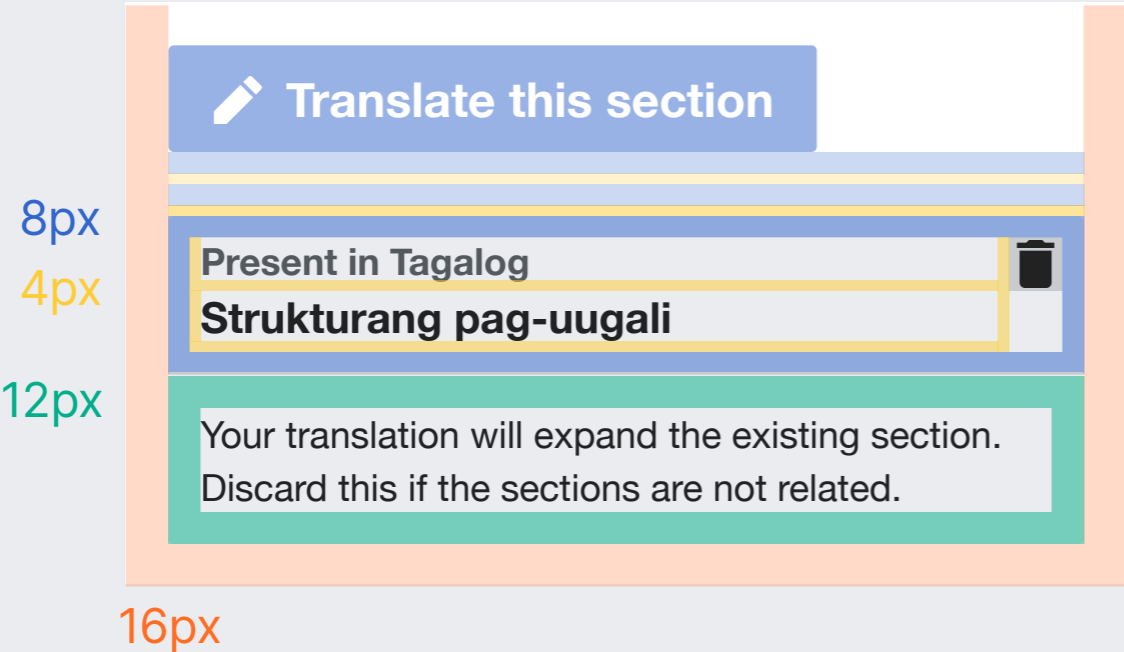 Translate this section
8px
Present in Tagalog
4px
Strukturang pag-uugali
12px
Your translation will expand the existing section.
Discard this if the sections are not related.
16px